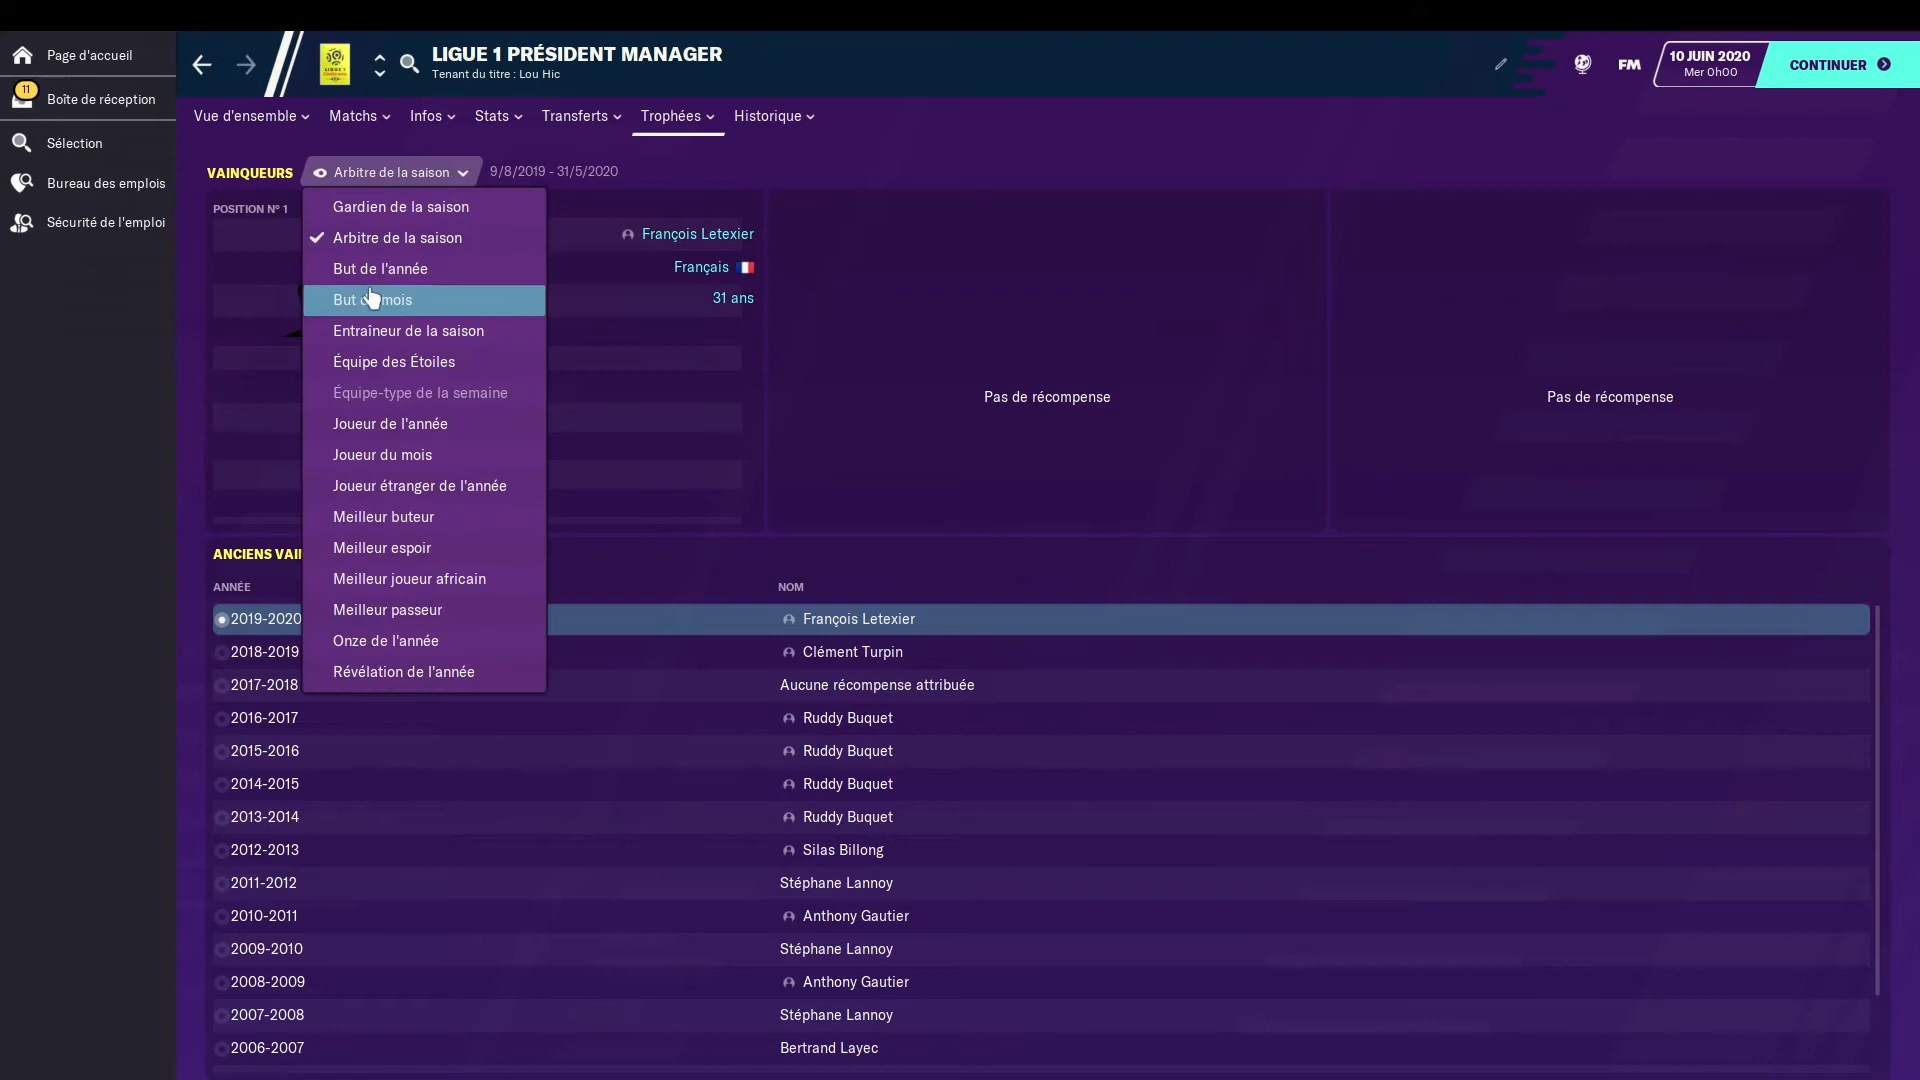 Page d'accueil
11
Boîte de réception
Sélection
Bureau des emplois
Sécurité de l'emploi
LIGUE 1 PRÉSIDENT MANAGER
Tenant du titre : Lou Hic
FM
10 JUIN 2020
Mer 0h00
CONTINUER
Vue d'ensemble Matchs Infos Stats Transferts Trophées Historique
VAINQUEURS Arbitre de la saison 9/8/2019 - 31/5/2020
POSITION N° 1
Gardien de la saison
Arbitre de la saison
But de l'année
But mois
Entraîneur de la saison
Équipe des Étoiles
Équipe-type de la semaine
Joueur de l'année
Joueur du mois
Joueur étranger de l'année
Meilleur buteur
Meilleur espoir
Meilleur joueur africain
Meilleur passeur
Onze de l'année
Révélation de l'année
François Letexier
Français
31 ans
Pas de récompense
Pas de récompense
ANCIENS VAI
ANNÉE NOM
2019-2020 François Letexier
2018-2019 Clément Turpin
2017-2018 Aucune récompense attribuée
2016-2017 Ruddy Buquet
2015-2016 Ruddy Buquet
2014-2015 Ruddy Buquet
2013-2014 Ruddy Buquet
2012-2013 Silas Billong
2011-2012 Stéphane Lannoy
2010-2011 Anthony Gautier
2009-2010 Stéphane Lannoy
2008-2009 Anthony Gautier
2007-2008 Stéphane Lannoy
2006-2007 Bertrand Layec